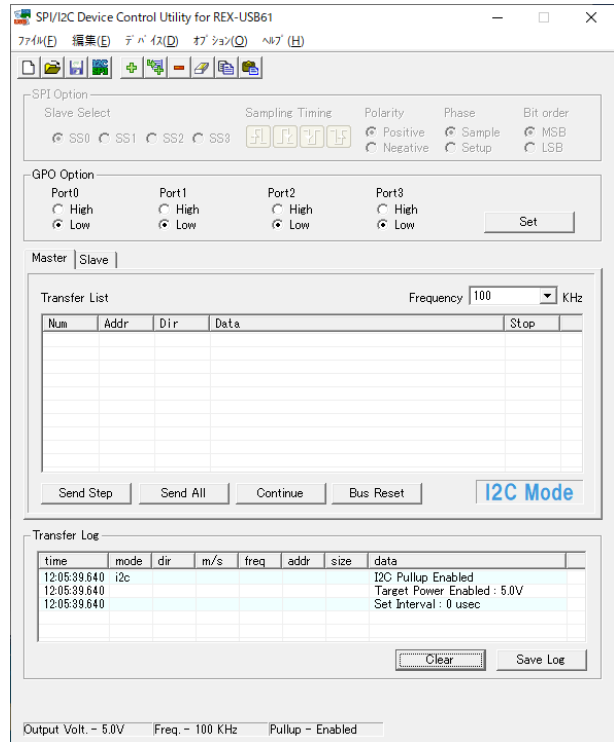 SPI/I2C Device Control Utility for REX-USB61
ﾌｧｲﾙ(F) 編集(E) ﾃﾞﾊﾞｲｽ(D) ｵﾌﾟｼｮﾝ(O) ﾍﾙﾌﾟ(H)
SPI Option
Slave Select Sampling Timing Polarity Phase Bit order
SS0 SS1 SS2 SS3 Positive Sample MSB
Negative Setup LSB
GPO Option
Port0 Port1 Port2 Port3
High High High High
Low Low Low Low Set
Master Slave
Transfer List Frequency 100 KHz
Num Addr Dir Data Stop
Send Step Send All Continue Bus Reset I2C Mode
Transfer Log
time mode dir m/s freq addr size data
12:05:39.640 i2c I2C Pullup Enabled
12:05:39.640 Target Power Enabled : 5.0V
12:05:39.640 Set Interval : 0 usec
Clear Save Log
Output Volt. - 5.0V Freq. - 100 KHz Pullup - Enabled